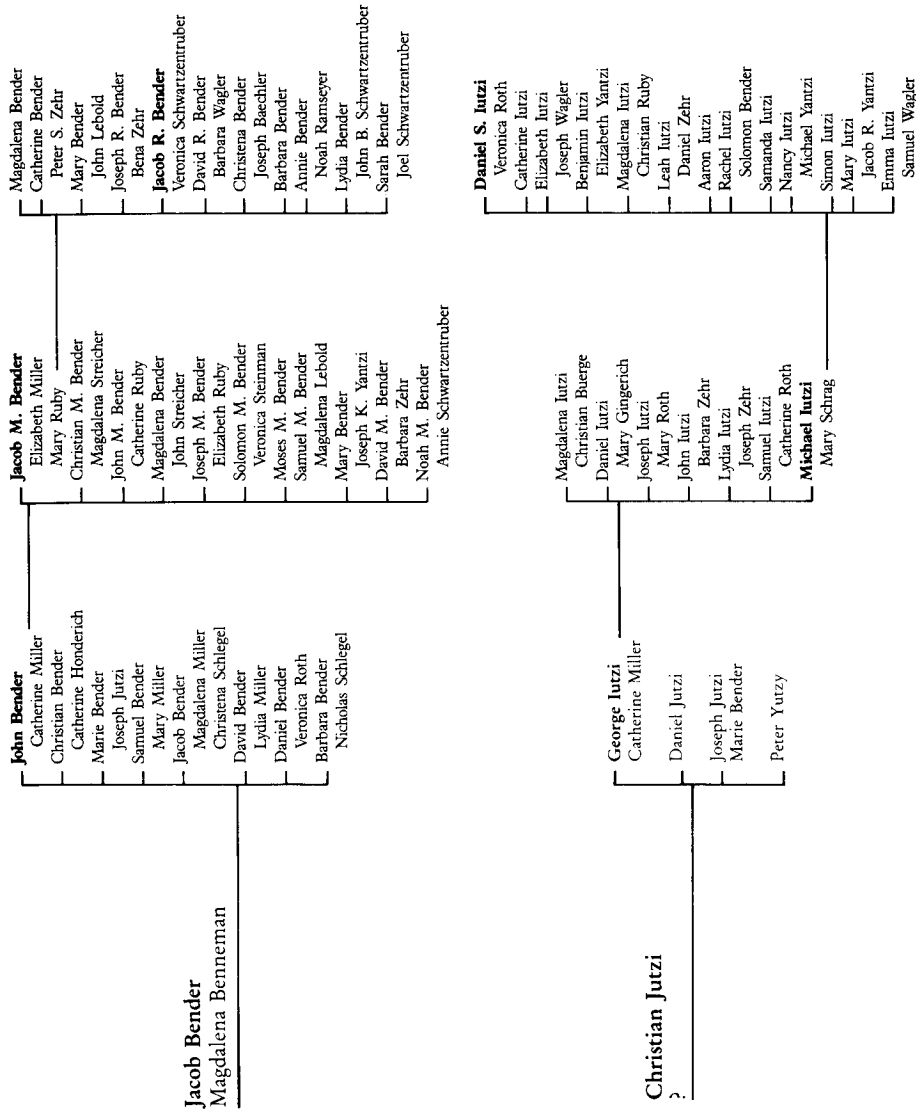 Jacob Bender
Magdalena Benneman
John Bender
Catherine Miller
Christian Bender
Catherine Honderich
Marie Bender
Joseph Jutzi
Samuel Bender
Mary Miller
Jacob Bender
Magdalena Miller
Christena Schlegel
David Bender
Lydia Miller
Daniel Bender
Veronica Roth
Barbara Bender
Nicholas Schlegel
Jacob M. Bender
Elizabeth Miller
Mary Ruby
Christian M. Bender
Magdalena Streicher
John M. Bender
Catherine Ruby
Magdalena Bender
John Streicher
Joseph M. Bender
Elizabeth Ruby
Solomon M. Bender
Veronica Steinman
Moses M. Bender
Samuel M. Bender
Magdalena Lebold
Mary Bender
Joseph K. Yantzi
David M. Bender
Barbara Zehr
Noah M. Bender
Annie Schwartzentruber
Magdalena Bender
Catherine Bender
Peter S. Zehr
Mary Bender
John Lebold
Joseph R. Bender
Bena Zehr
Jacob R. Bender
Veronica Schwartzentruber
David R. Bender
Barbara Wagler
Christena Bender
Joseph Baechler
Barbara Bender
Annie Bender
Noah Ramseyer
Lydia Bender
John B. Schwartzentruber
Sarah Bender
Joel Schwartzentruber
Christian Jutzi
?
George Iutzi
Catherine Miller
Daniel Jutzi
Joseph Jutzi
Marie Bender
Peter Yutzy
Magdalena Iutzi
Christian Buerge
Daniel Iutzi
Mary Gingerich
Joseph Iutzi
Mary Roth
John Iutzi
Barbara Zehr
Lydia Iutzi
Joseph Zehr
Samuel Iutzi
Catherine Roth
Michael Iutzi
Mary Schrag
Daniel S. Iutzi
Veronica Roth
Catherine Iutzi
Elizabeth Iutzi
Joseph Wagler
Benjamin Iutzi
Elizabeth Yantzi
Magdalena Iutzi
Christian Ruby
Leah Iutzi
Daniel Zehr
Aaron Iutzi
Rachel Iutzi
Solomon Bender
Samanda Iutzi
Nancy Iutzi
Michael Yantzi
Simon Iutzi
Mary Iutzi
Jacob R. Yantzi
Emma Iutzi
Samuel Wagler